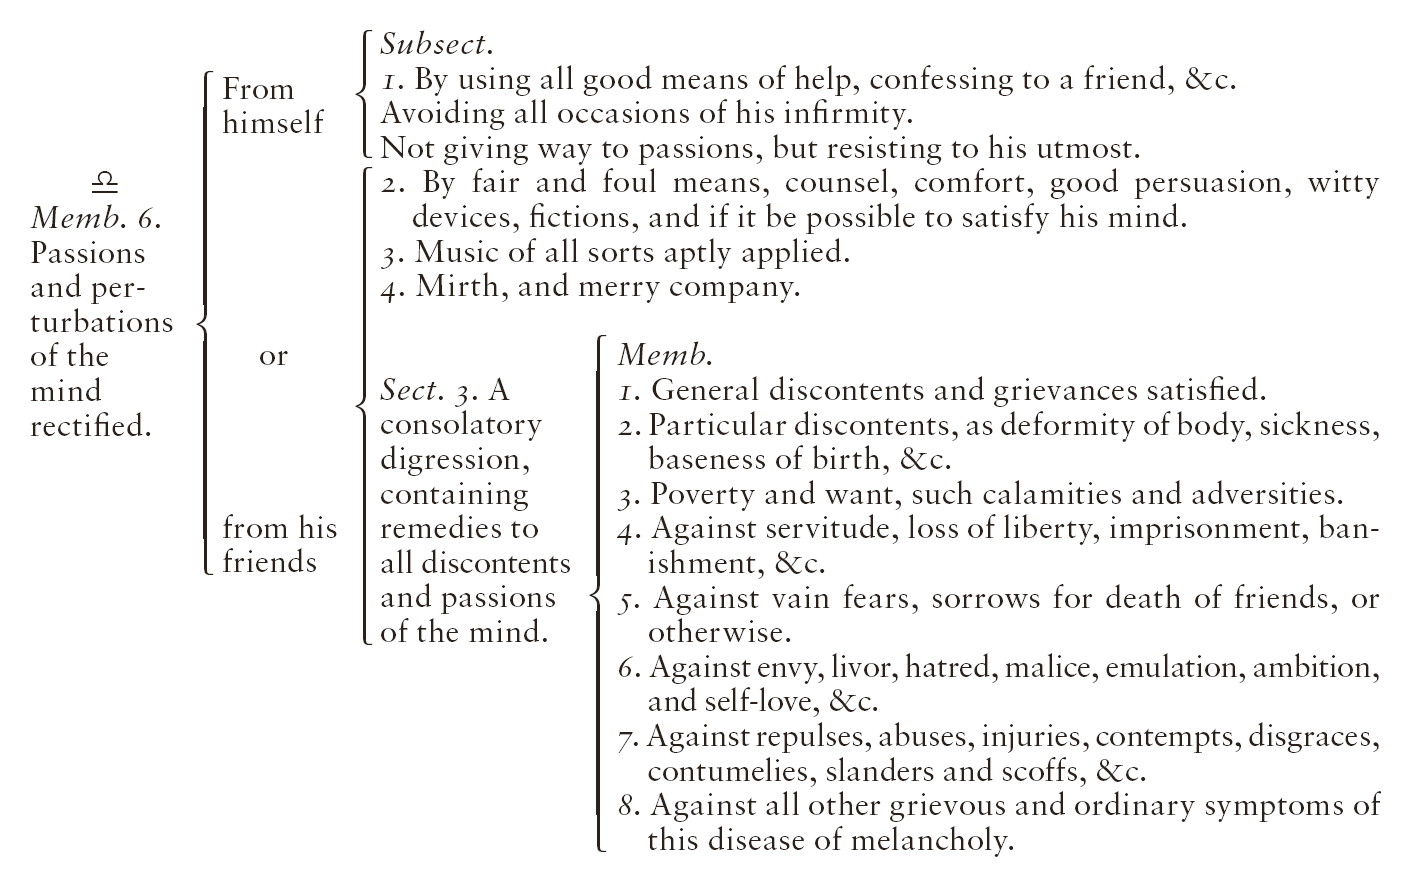 ♎
Memb. 6.
Passions
and per-
turbations
of the
mind
rectified.
From
himself
Subsect.
1. By using all good means of help, confessing to a friend, &c.
Avoiding all occasions of his infirmity.
Not giving way to passions, but resisting to his utmost.
or
from his
friends
2. By fair and foul means, counsel, comfort, good persuasion, witty
devices, fictions, and if it be possible to satisfy his mind.
3. Music of all sorts aptly applied.
4. Mirth, and merry company.
Sect. 3. A
consolatory
digression,
containing
remedies to
all discontents
and passions
of the mind.
Memb.
1. General discontents and grievances satisfied.
2. Particular discontents, as deformity of body, sickness,
baseness of birth, &c.
3. Poverty and want, such calamities and adversities.
4. Against servitude, loss of liberty, imprisonment, ban-
ishment, &c.
5. Against vain fears, sorrows for death of friends, or
otherwise.
6. Against envy, livor, hatred, malice, emulation, ambition,
and self-love, &c.
7. Against repulses, abuses, injuries, contempts, disgraces,
contumelies, slanders and scoffs, &c.
8. Against all other grievous and ordinary symptoms of
this disease of melancholy.